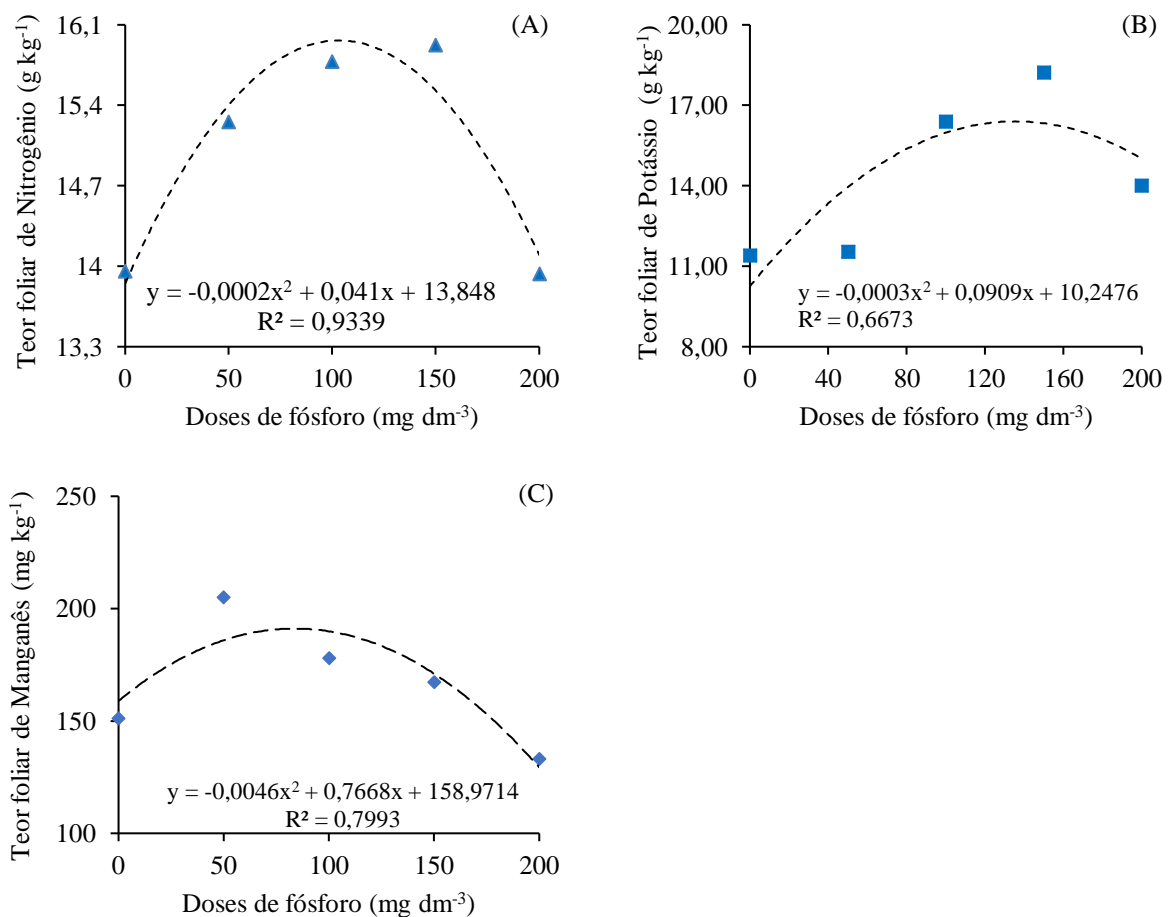 (A)
Teor foliar de Nitrogênio (g kg⁻¹)
16,1
15,4
14,7
14
13,3
y = -0,0002x² + 0,041x + 13,848
R² = 0,9339
0 50 100 150 200
Doses de fósforo (mg dm⁻³)
(B)
Teor foliar de Potássio (g kg⁻¹)
20,00
17,00
14,00
11,00
8,00
y = -0,0003x² + 0,0909x + 10,2476
R² = 0,6673
0 40 80 120 160 200
Doses de fósforo (mg dm⁻³)
(C)
Teor foliar de Manganês (mg kg⁻¹)
250
200
150
100
y = -0,0046x² + 0,7668x + 158,9714
R² = 0,7993
0 50 100 150 200
Doses de fósforo (mg dm⁻³)